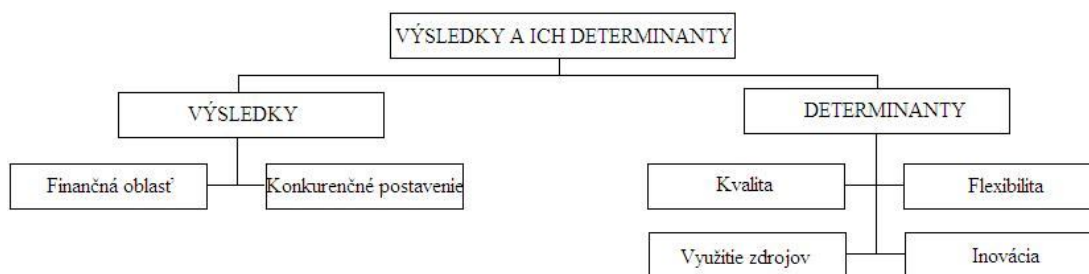 VÝSLEDKY A ICH DETERMINANTY
VÝSLEDKY
DETERMINANTY
Finančná oblasť
Konkurenčné postavenie
Kvalita
Flexibilita
Využitie zdrojov
Inovácia